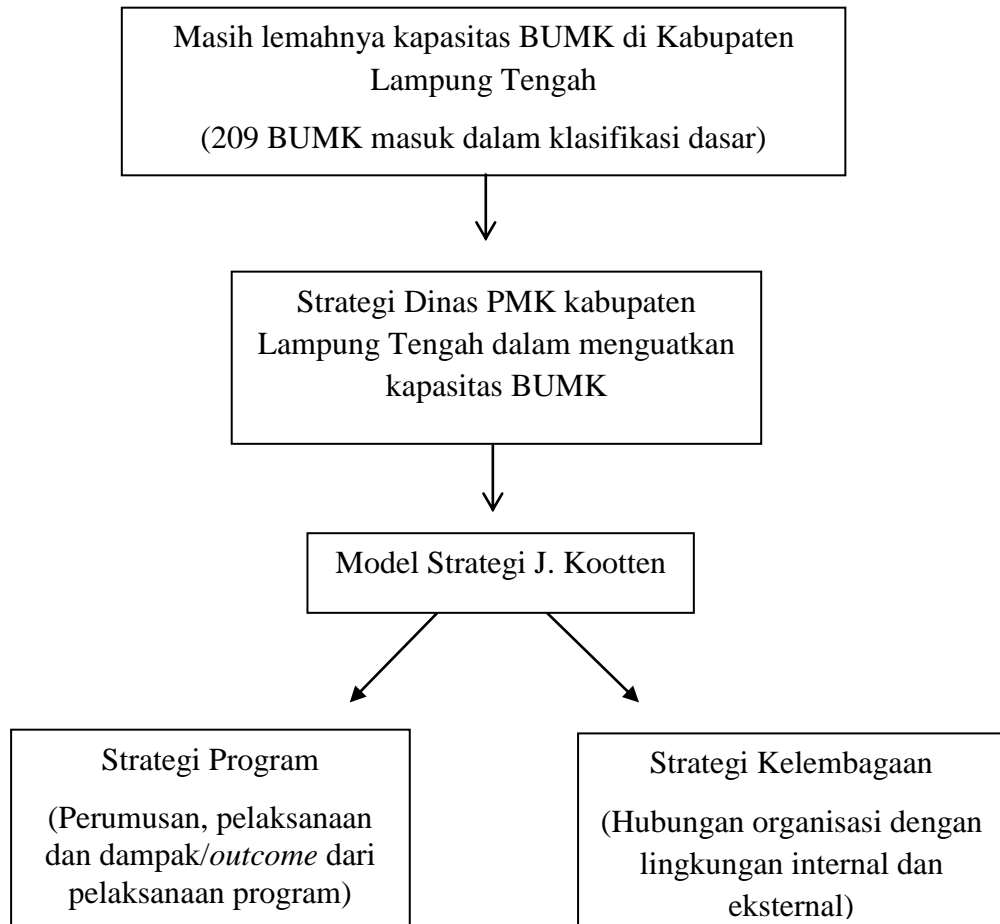 Masih lemahnya kapasitas BUMK di Kabupaten
Lampung Tengah
(209 BUMK masuk dalam klasifikasi dasar)
Strategi Dinas PMK kabupaten
Lampung Tengah dalam menguatkan
kapasitas BUMK
Model Strategi J. Kootten
Strategi Program
(Perumusan, pelaksanaan
dan dampak/outcome dari
pelaksanaan program)
Strategi Kelembagaan
(Hubungan organisasi dengan
lingkungan internal dan
eksternal)